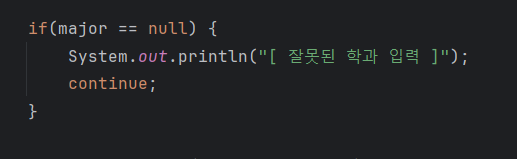 if(major == null) {
    System.out.println("[ 잘못된 학과 입력 ]");
    continue;
}